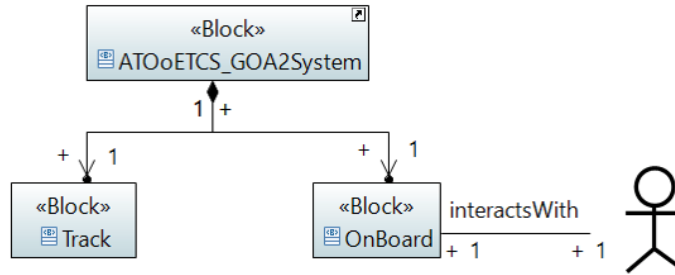 «Block»
ATOoETCS_GOA2System
1 +
+ 1
+ 1
«Block»
Track
«Block»
OnBoard
interactsWith
+ 1
+ 1